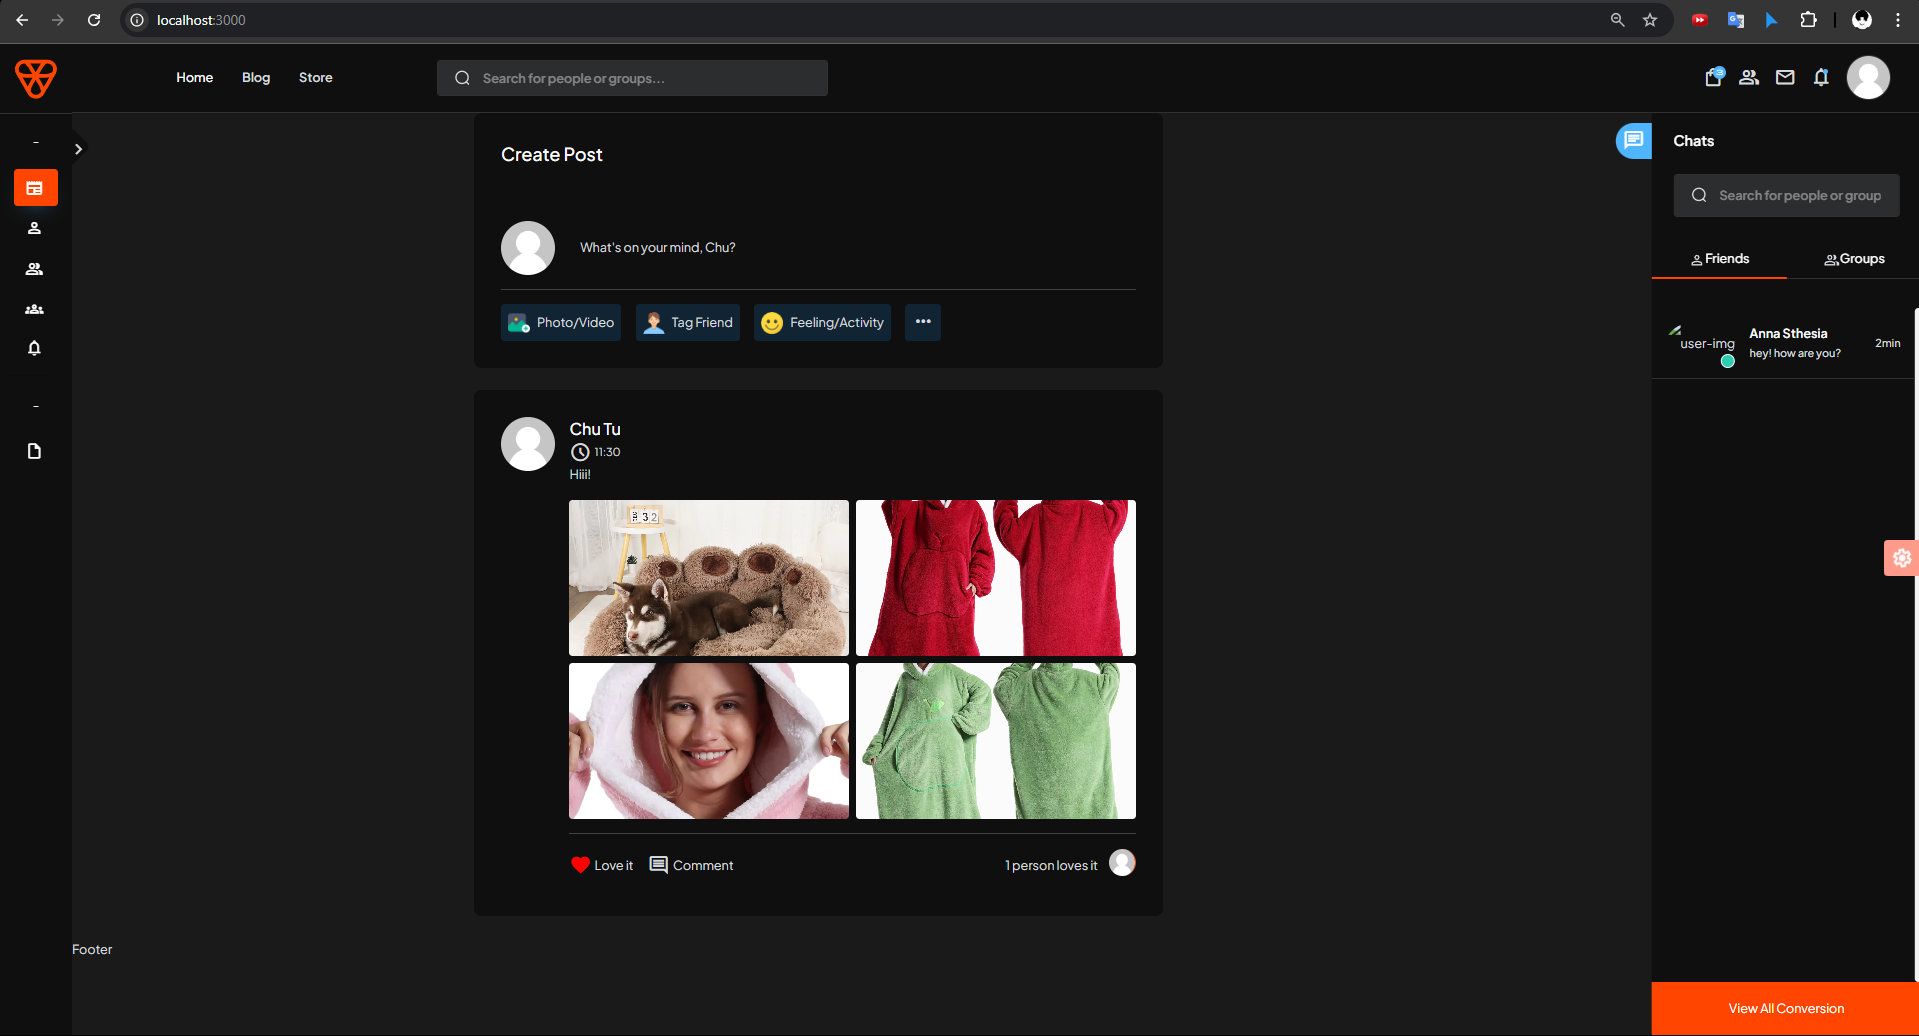 localhost:3000
Home
Blog
Store
Search for people or groups...
3
Create Post
What's on your mind, Chu?
Photo/Video
Tag Friend
Feeling/Activity
Chu Tu
11:30
Hiii!
32
Love it
Comment
1 person loves it
Footer
Chats
Search for people or group
Friends
Groups
user-img
Anna Sthesia
hey! how are you?
2min
View All Conversion